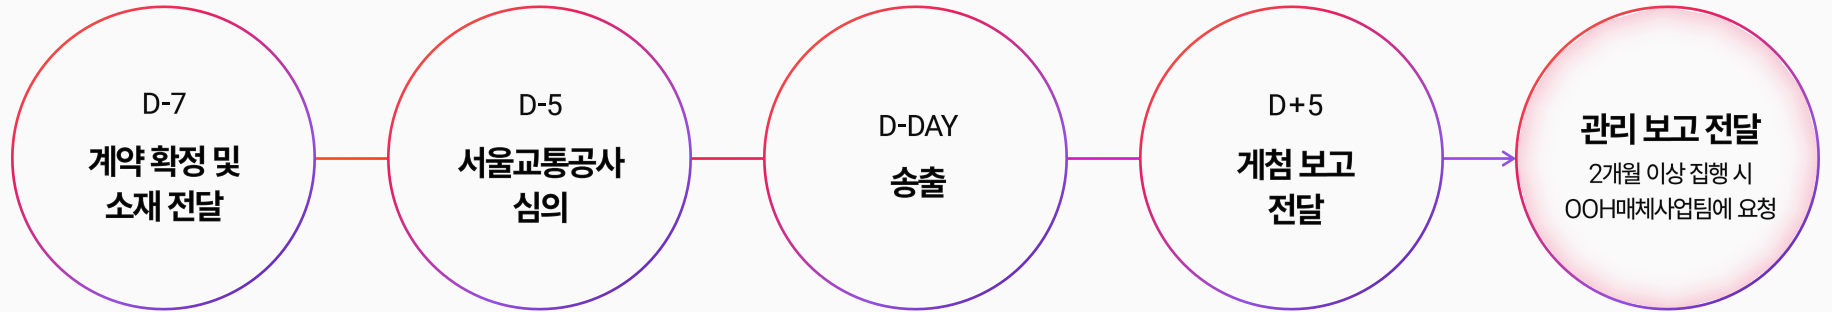 D-7
계약 확정 및
소재 전달
D-5
서울교통공사
심의
D-DAY
송출
D+5
게첨 보고
전달
관리 보고 전달
2개월 이상 집행 시
OOH매체사업팀에 요청